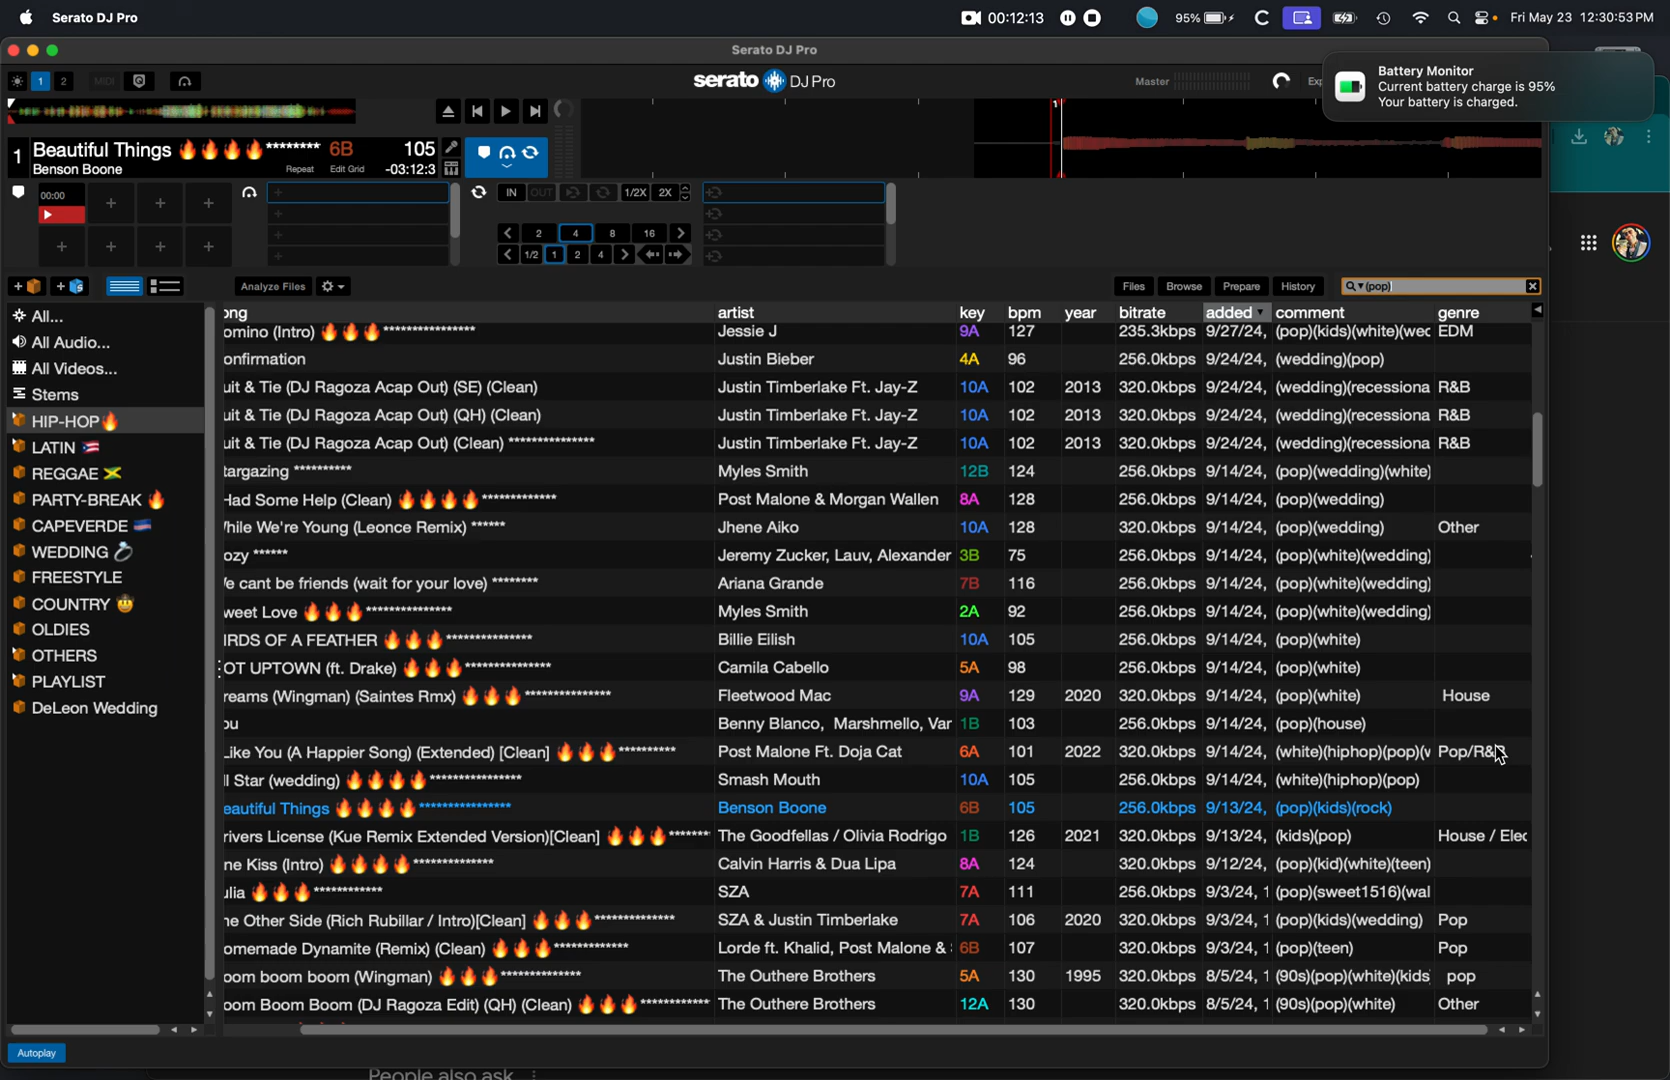 Serato DJ Pro
00:12:13
95%
Fri May 23 12:30:53 PM
Serato DJ Pro
1 2 MIDI
serato DJ Pro
Master
Exp
Battery Monitor
Current battery charge is 95%
Your battery is charged.
1
Beautiful Things 🔥🔥🔥🔥******** 6B 105
Benson Boone Repeat Edit Grid -03:12:3
00:00
IN OUT 1/2X 2X
2 4 8 16
1/2 1 2 4
Analyze Files
Files Browse Prepare History (pop)
All...
All Audio...
All Videos...
Stems
HIP-HOP🔥
LATIN 🇵🇷
REGGAE 🇯🇲
PARTY-BREAK 🔥
CAPEVERDE 🇨🇻
WEDDING 💍
FREESTYLE
COUNTRY 🤠
OLDIES
OTHERS
PLAYLIST
DeLeon Wedding
ong artist key bpm year bitrate added comment genre
omino (Intro) 🔥🔥🔥**************** Jessie J 9A 127 235.3kbps 9/27/24, (pop)(kids)(white)(wec EDM
onfirmation Justin Bieber 4A 96 256.0kbps 9/24/24, (wedding)(pop)
uit & Tie (DJ Ragoza Acap Out) (SE) (Clean) Justin Timberlake Ft. Jay-Z 10A 102 2013 320.0kbps 9/24/24, (wedding)(recessiona R&B
uit & Tie (DJ Ragoza Acap Out) (QH) (Clean) Justin Timberlake Ft. Jay-Z 10A 102 2013 320.0kbps 9/24/24, (wedding)(recessiona R&B
uit & Tie (DJ Ragoza Acap Out) (Clean) *************** Justin Timberlake Ft. Jay-Z 10A 102 2013 320.0kbps 9/24/24, (wedding)(recessiona R&B
targazing ********** Myles Smith 12B 124 256.0kbps 9/14/24, (pop)(wedding)(white)
Had Some Help (Clean) 🔥🔥🔥🔥************* Post Malone & Morgan Wallen 8A 128 256.0kbps 9/14/24, (pop)(wedding)
hile We're Young (Leonce Remix) ****** Jhene Aiko 10A 128 320.0kbps 9/14/24, (pop)(wedding) Other
ozy ****** Jeremy Zucker, Lauv, Alexander 3B 75 256.0kbps 9/14/24, (pop)(white)(wedding)
e cant be friends (wait for your love) ******** Ariana Grande 7B 116 256.0kbps 9/14/24, (pop)(white)(wedding)
weet Love 🔥🔥🔥*************** Myles Smith 2A 92 256.0kbps 9/14/24, (pop)(white)(wedding)
IRDS OF A FEATHER 🔥🔥🔥*************** Billie Eilish 10A 105 256.0kbps 9/14/24, (pop)(white)
OT UPTOWN (ft. Drake) 🔥🔥🔥*************** Camila Cabello 5A 98 256.0kbps 9/14/24, (pop)(white)
reams (Wingman) (Saintes Rmx) 🔥🔥🔥*************** Fleetwood Mac 9A 129 2020 320.0kbps 9/14/24, (pop)(white) House
ou Benny Blanco, Marshmello, Var 1B 103 256.0kbps 9/14/24, (pop)(house)
Like You (A Happier Song) (Extended) [Clean] 🔥🔥🔥********** Post Malone Ft. Doja Cat 6A 101 2022 320.0kbps 9/14/24, (white)(hiphop)(pop)(v Pop/R&B
ll Star (wedding) 🔥🔥🔥🔥**************** Smash Mouth 10A 105 256.0kbps 9/14/24, (white)(hiphop)(pop)
eautiful Things 🔥🔥🔥🔥**************** Benson Boone 6B 105 256.0kbps 9/13/24, (pop)(kids)(rock)
rivers License (Kue Remix Extended Version)[Clean] 🔥🔥🔥******* The Goodfellas / Olivia Rodrigo 1B 126 2021 320.0kbps 9/13/24, (kids)(pop) House / Elec
ne Kiss (Intro) 🔥🔥🔥🔥************** Calvin Harris & Dua Lipa 8A 124 320.0kbps 9/12/24, (pop)(kid)(white)(teen)
ulia 🔥🔥🔥************ SZA 7A 111 256.0kbps 9/3/24, 1 (pop)(sweet1516)(wal
he Other Side (Rich Rubillar / Intro)[Clean] 🔥🔥🔥************** SZA & Justin Timberlake 7A 106 2020 320.0kbps 9/3/24, 1 (pop)(kids)(wedding) Pop
omemade Dynamite (Remix) (Clean) 🔥🔥🔥************* Lorde ft. Khalid, Post Malone & 6B 107 320.0kbps 9/3/24, 1 (pop)(teen) Pop
oom boom boom (Wingman) 🔥🔥🔥************** The Outhere Brothers 5A 130 1995 320.0kbps 8/5/24, 1 (90s)(pop)(white)(kids) pop
oom Boom Boom (DJ Ragoza Edit) (QH) (Clean) 🔥🔥🔥************ The Outhere Brothers 12A 130 320.0kbps 8/5/24, 1 (90s)(pop)(white) Other
Autoplay
People also ask